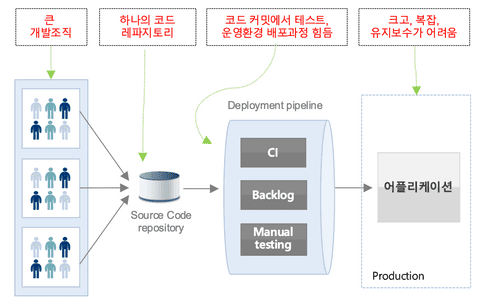 큰
개발조직
하나의 코드
레파지토리
코드 커밋에서 테스트,
운영환경 배포과정 힘듬
크고, 복잡,
유지보수가 어려움
Deployment pipeline
CI
Backlog
Manual
testing
Source Code
repository
어플리케이션
Production